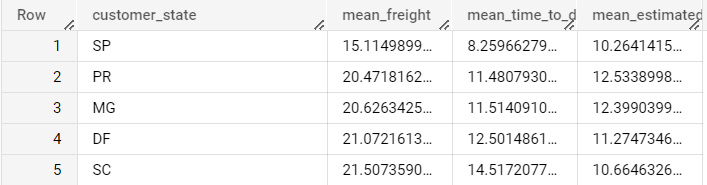 Row customer_state mean_freight mean_time_to_d mean_estimated
1 SP 15.1149899... 8.25966279... 10.2641415...
2 PR 20.4718162... 11.4807930... 12.5338998...
3 MG 20.6263425... 11.5140910... 12.3990399...
4 DF 21.0721613... 12.5014861... 11.2747346...
5 SC 21.5073590... 14.5172077... 10.6646326...